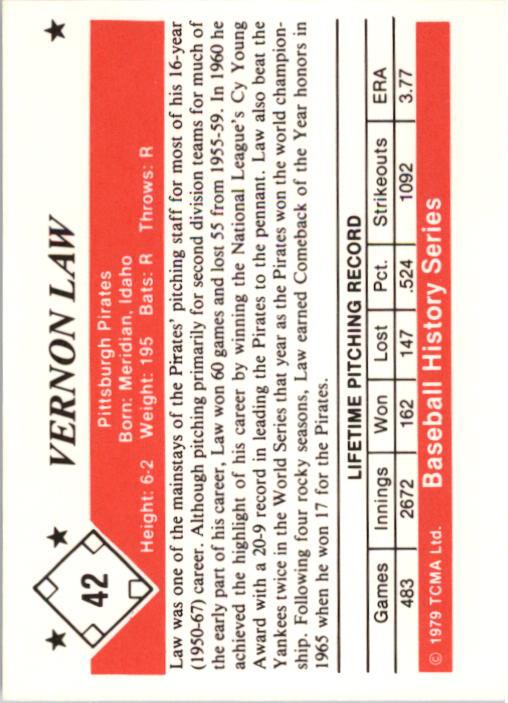 42
VERNON LAW
Pittsburgh Pirates
Born: Meridian, Idaho
Height: 6-2 Weight: 195 Bats: R Throws: R
Law was one of the mainstays of the Pirates' pitching staff for most of his 16-year
(1950-67) career. Although pitching primarily for second division teams for much of
the early part of his career, Law won 60 games and lost 55 from 1955-59. In 1960 he
achieved the highlight of his career by winning the National League's Cy Young
Award with a 20-9 record in leading the Pirates to the pennant. Law also beat the
Yankees twice in the World Series that year as the Pirates won the world champion-
ship. Following four rocky seasons, Law earned Comeback of the Year honors in
1965 when he won 17 for the Pirates.
LIFETIME PITCHING RECORD
Games Innings Won Lost Pct. Strikeouts ERA
483 2672 162 147 .524 1092 3.77
© 1979 TCMA Ltd. Baseball History Series